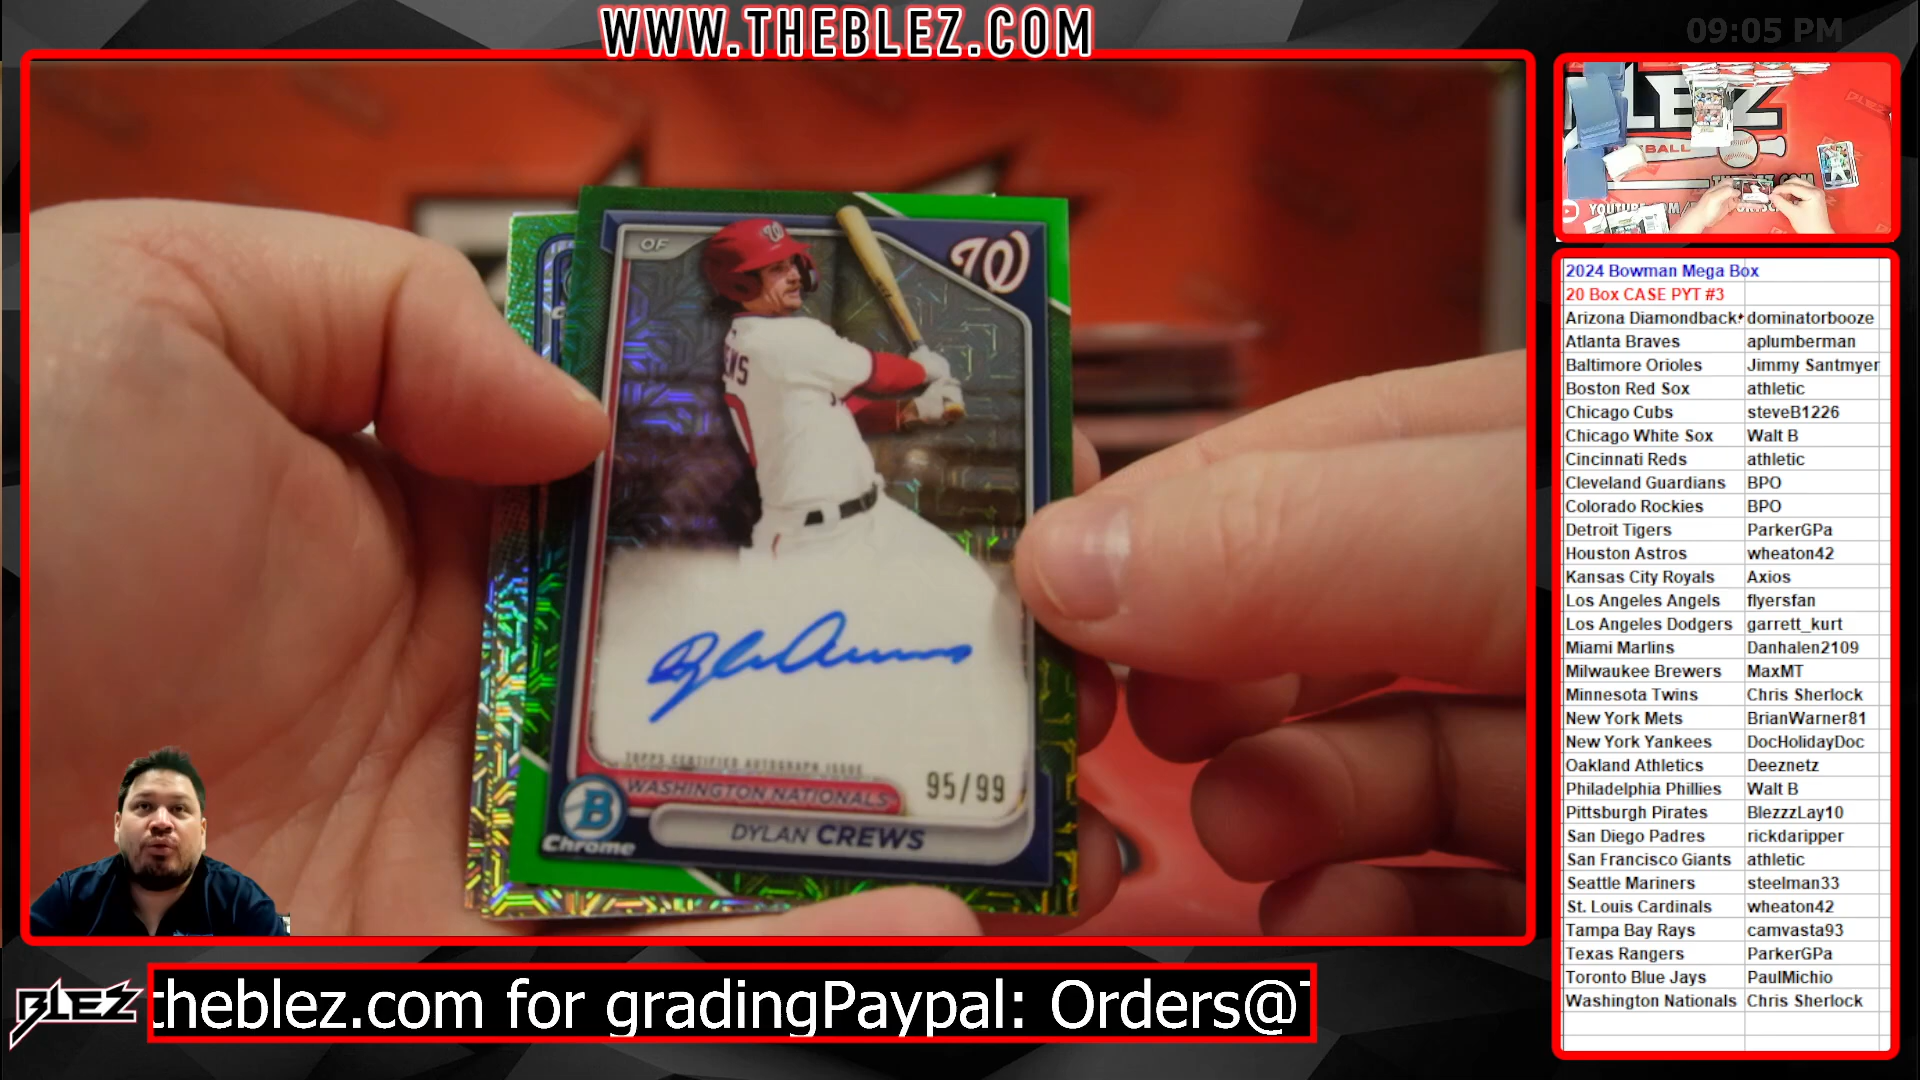 WWW.THEBLEZ.COM
09:05 PM
OF
W
TOPPS CERTIFIED AUTOGRAPH ISSUE
WASHINGTON NATIONALS
95/99
B
Chrome
DYLAN CREWS
BLEZ
theblez.com for gradingPaypal: Orders@
2024 Bowman Mega Box
20 Box CASE PYT #3
Arizona Diamondback dominatorbooze
Atlanta Braves aplumberman
Baltimore Orioles Jimmy Santmyer
Boston Red Sox athletic
Chicago Cubs steveB1226
Chicago White Sox Walt B
Cincinnati Reds athletic
Cleveland Guardians BPO
Colorado Rockies BPO
Detroit Tigers ParkerGPa
Houston Astros wheaton42
Kansas City Royals Axios
Los Angeles Angels flyersfan
Los Angeles Dodgers garrett_kurt
Miami Marlins Danhalen2109
Milwaukee Brewers MaxMT
Minnesota Twins Chris Sherlock
New York Mets BrianWarner81
New York Yankees DocHolidayDoc
Oakland Athletics Deeznetz
Philadelphia Phillies Walt B
Pittsburgh Pirates BlezzzLay10
San Diego Padres rickdaripper
San Francisco Giants athletic
Seattle Mariners steelman33
St. Louis Cardinals wheaton42
Tampa Bay Rays camvasta93
Texas Rangers ParkerGPa
Toronto Blue Jays PaulMichio
Washington Nationals Chris Sherlock